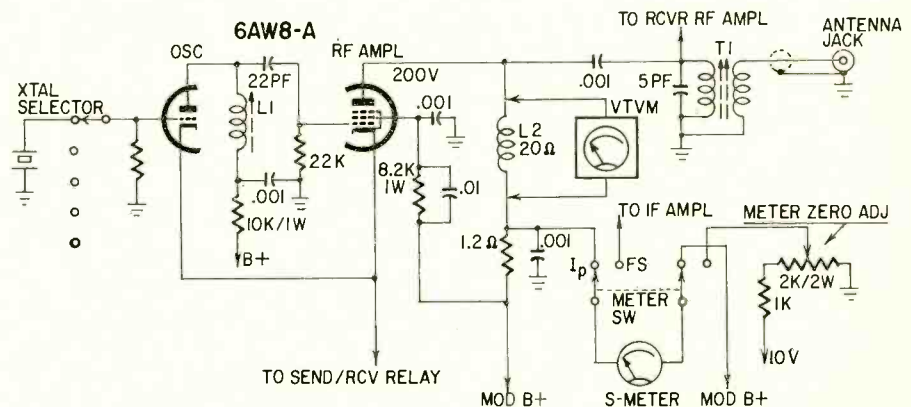 6AW8-A
OSC
RF AMPL
TO RCVR RF AMPL
ANTENNA
JACK
T1
XTAL
SELECTOR
22PF
200V
.001
5PF
VTVM
L1
.001
L2
20Ω
22K
8.2K
1W
.01
.001
10K/1W
B+
1.2Ω
.001
TO IF AMPL
METER ZERO ADJ
Ip
FS
METER
SW
2K/2W
1K
10V
TO SEND/RCV RELAY
MOD B+
S-METER
MOD B+